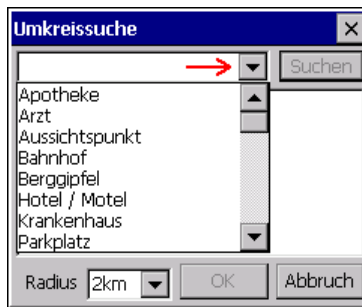 Umkreissuche
Suchen
Apotheke
Arzt
Aussichtspunkt
Bahnhof
Berggipfel
Hotel / Motel
Krankenhaus
Parkplatz
Radius 2km OK Abbruch